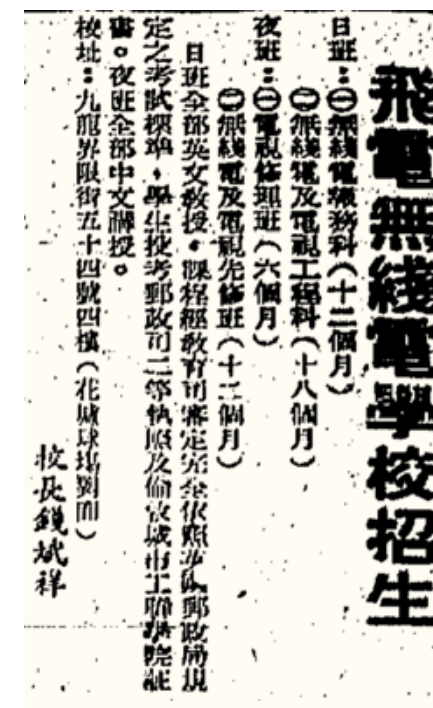 飛電無綫電學校招生
日班：㊀無綫電報務科（十二個月）
㊁無綫電及電視工程科（十八個月）
夜班：㊀電視修理班（六個月）
㊁無綫電及電視先修班（十二個月）
日班全部英文教授。課程經教育司審定完全依照英國郵政局規
定之考試標準，學生投考郵政司二等執照及倫敦城市工聯學院証
書。夜班全部中文講授。
校址：九龍界限街五十四號四樓（花墟球塲對面）
校長 斌祥